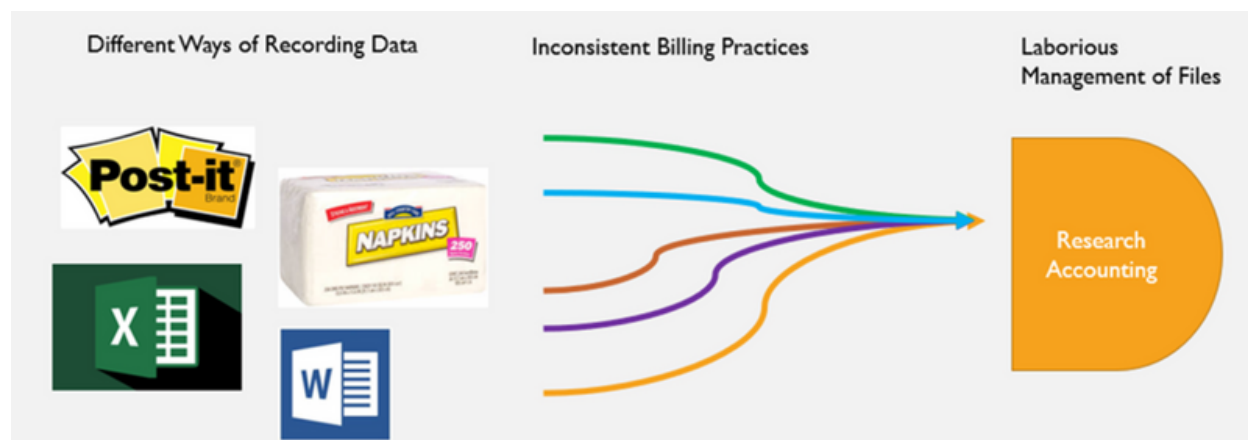 Different Ways of Recording Data
Inconsistent Billing Practices
Laborious
Management of Files
Post-it®
Brand
NAPKINS
250
X
W
Research
Accounting